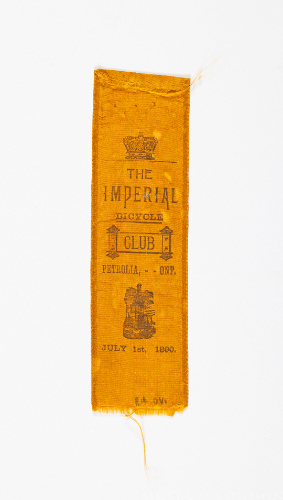 THE
IMPERIAL
BICYCLE
CLUB
PETROLIA, - - ONT.
JULY 1st, 1890.